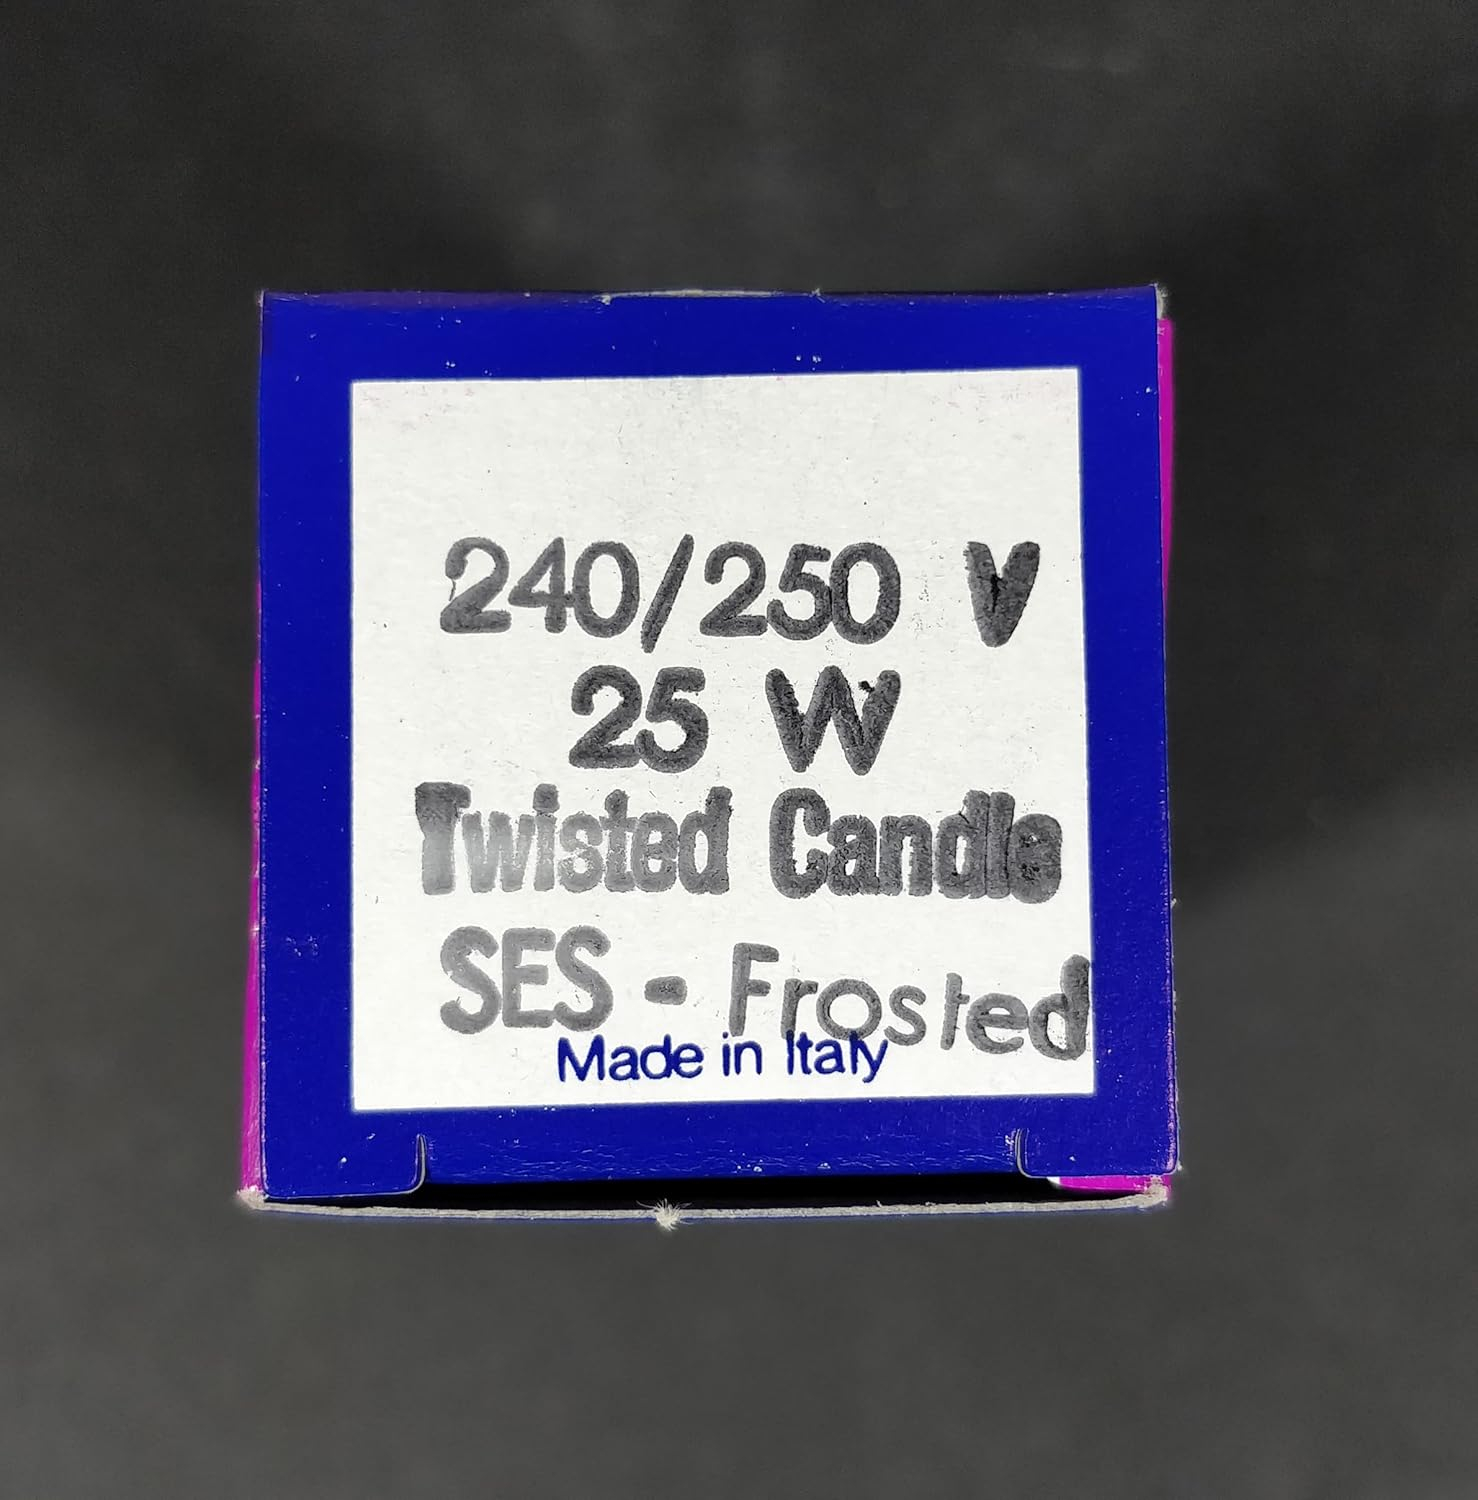 240/250 V
25 W
Twisted Candle
SES - Frosted
Made in Italy